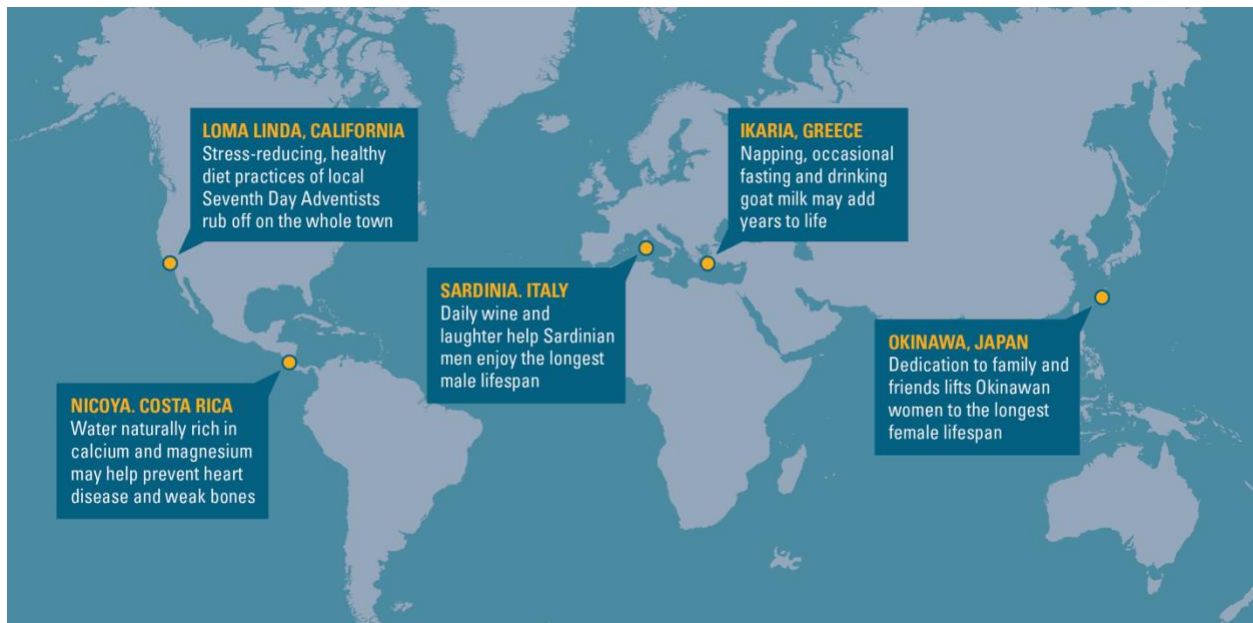 LOMA LINDA, CALIFORNIA
Stress-reducing, healthy
diet practices of local
Seventh Day Adventists
rub off on the whole town
IKARIA, GREECE
Napping, occasional
fasting and drinking
goat milk may add
years to life
SARDINIA. ITALY
Daily wine and
laughter help Sardinian
men enjoy the longest
male lifespan
OKINAWA, JAPAN
Dedication to family and
friends lifts Okinawan
women to the longest
female lifespan
NICOYA. COSTA RICA
Water naturally rich in
calcium and magnesium
may help prevent heart
disease and weak bones